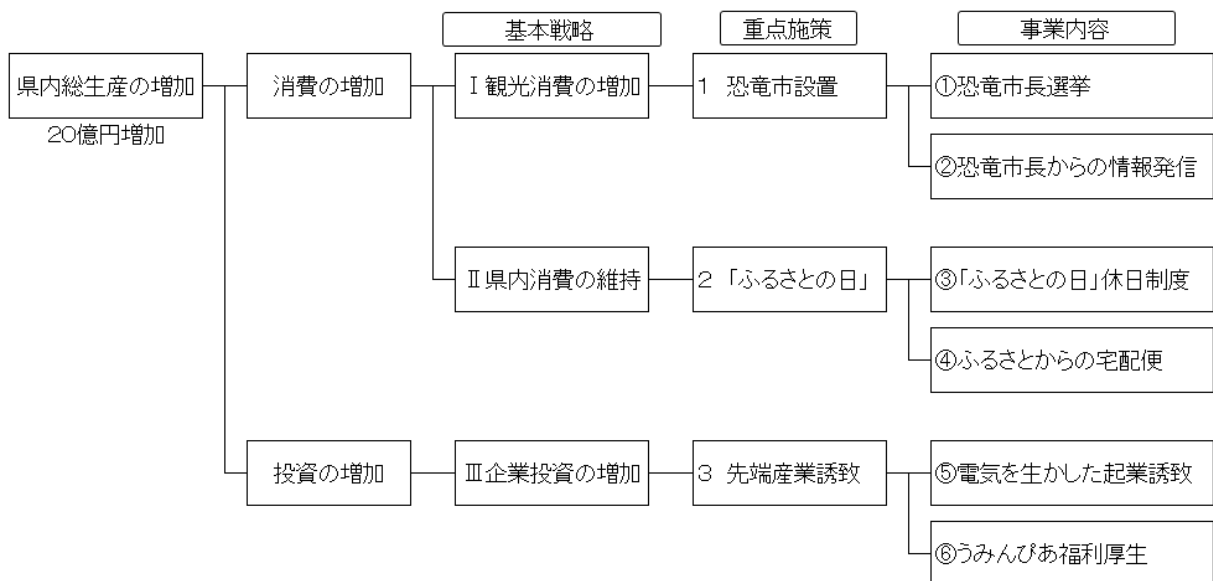 基本戦略
重点施策
事業内容
県内総生産の増加
消費の増加
Ⅰ観光消費の増加
1 恐竜市設置
①恐竜市長選挙
20億円増加
②恐竜市長からの情報発信
Ⅱ県内消費の維持
2 「ふるさとの日」
③「ふるさとの日」休日制度
④ふるさとからの宅配便
投資の増加
Ⅲ企業投資の増加
3 先端産業誘致
⑤電気を生かした起業誘致
⑥うみんぴあ福利厚生